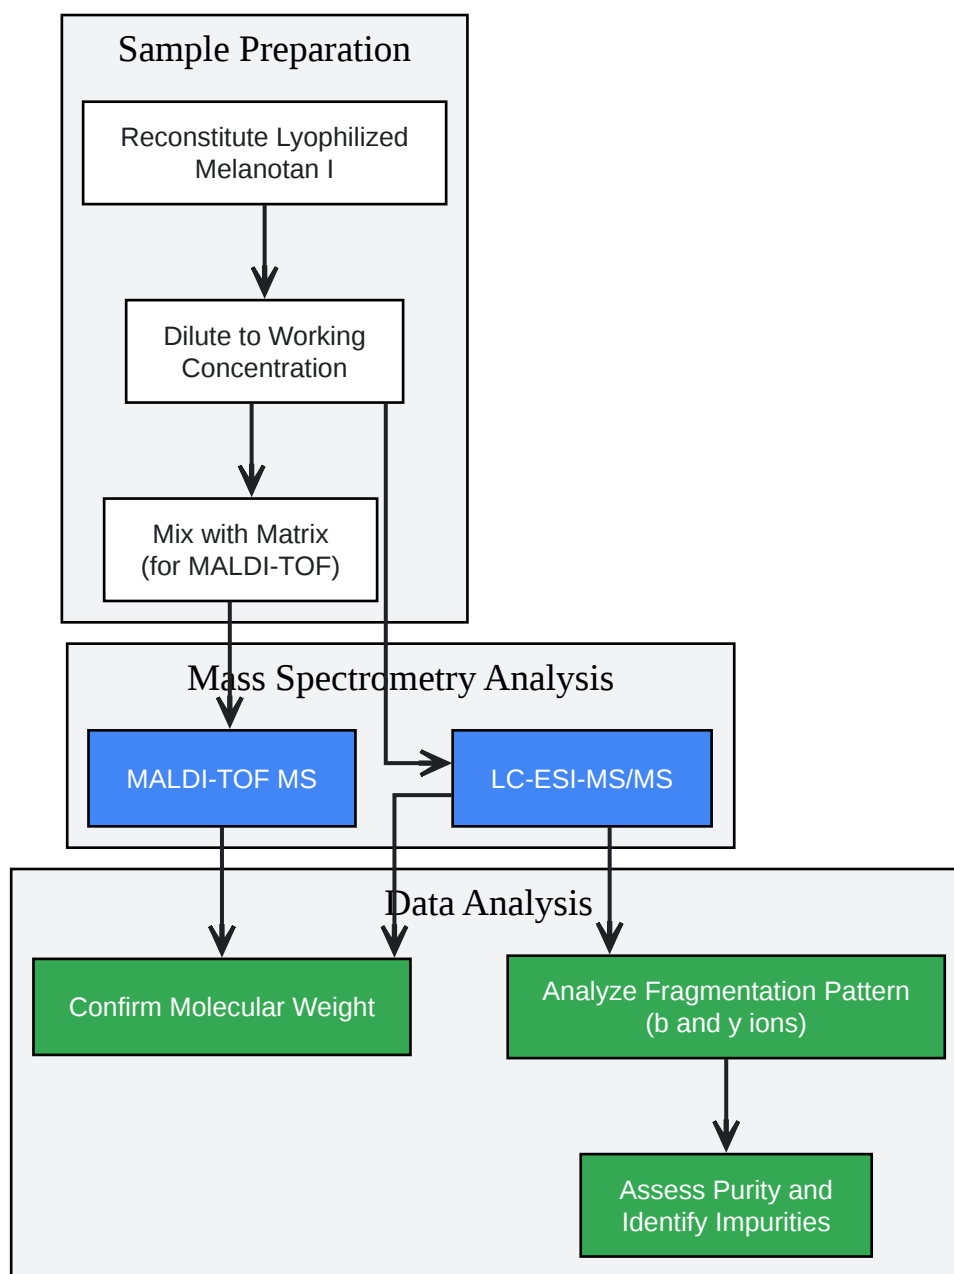 Sample Preparation
Reconstitute Lyophilized
Melanotan I
Dilute to Working
Concentration
Mix with Matrix
(for MALDI-TOF)
Mass Spectrometry Analysis
MALDI-TOF MS
LC-ESI-MS/MS
Data Analysis
Confirm Molecular Weight
Analyze Fragmentation Pattern
(b and y ions)
Assess Purity and
Identify Impurities